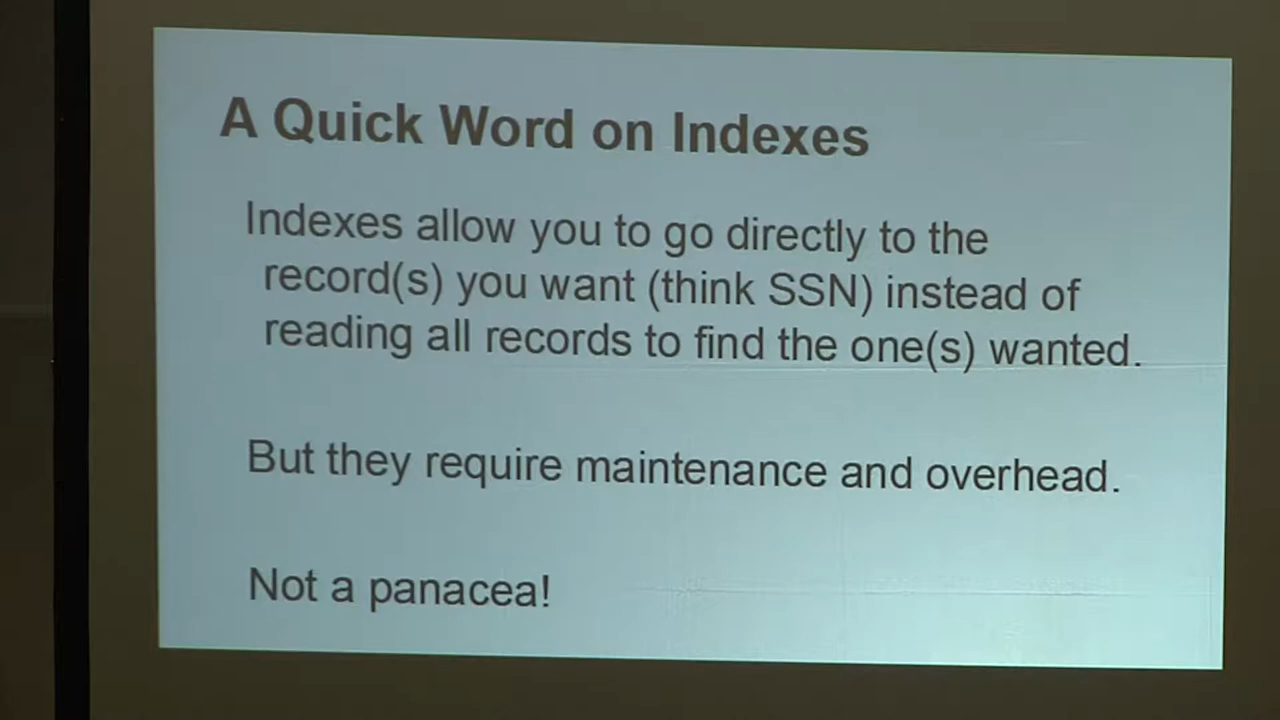 A Quick Word on Indexes
Indexes allow you to go directly to the
record(s) you want (think SSN) instead of
reading all records to find the one(s) wanted.
But they require maintenance and overhead.
Not a panacea!